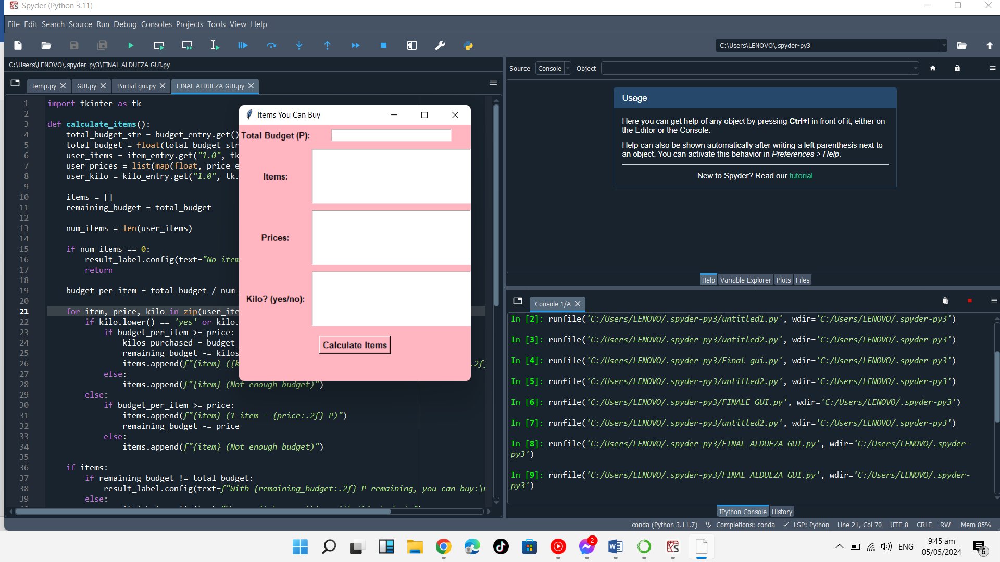 Spyder (Python 3.11)
File Edit Search Source Run Debug Consoles Projects Tools View Help
C:\Users\LENOVO\.spyder-py3
C:\Users\LENOVO\.spyder-py3\FINAL ALDUEZA GUI.py
temp.py GUI.py Partial gui.py FINAL ALDUEZA GUI.py
1 import tkinter as tk
2
3 def calculate_items():
4 total_budget_str = budget_entry.get()
5 total_budget = float(total_budget_str
6 user_items = item_entry.get("1.0", tk
7 user_prices = list(map(float, price_e
8 user_kilo = kilo_entry.get("1.0", tk.
9
10 items = []
11 remaining_budget = total_budget
12
13 num_items = len(user_items)
14
15 if num_items == 0:
16 result_label.config(text="No item
17 return
18
19 budget_per_item = total_budget / num_
20
21 for item, price, kilo in zip(user_ite
22 if kilo.lower() == 'yes' or kilo.
23 if budget_per_item >= price:
24 kilos_purchased = budget_
25 remaining_budget -= kilos
26 items.append(f"{item} ({k .2f}
27 else:
28 items.append(f"{item} (Not enough budget)")
29 else:
30 if budget_per_item >= price:
31 items.append(f"{item} (1 item - {price:.2f} P)")
32 remaining_budget -= price
33 else:
34 items.append(f"{item} (Not enough budget)")
35
36 if items:
37 if remaining_budget != total_budget:
38 result_label.config(text=f"With {remaining_budget:.2f} P remaining, you can buy:\n
39 else:
Items You Can Buy
Total Budget (P):
Items:
Prices:
Kilo? (yes/no):
Calculate Items
Source Console Object
Usage
Here you can get help of any object by pressing Ctrl+I in front of it, either on
the Editor or the Console.
Help can also be shown automatically after writing a left parenthesis next to
an object. You can activate this behavior in Preferences > Help.
New to Spyder? Read our tutorial
Help Variable Explorer Plots Files
Console 1/A
In [2]: runfile('C:/Users/LENOVO/.spyder-py3/untitled1.py', wdir='C:/Users/LENOVO/.spyder-py3')
In [3]: runfile('C:/Users/LENOVO/.spyder-py3/untitled2.py', wdir='C:/Users/LENOVO/.spyder-py3')
In [4]: runfile('C:/Users/LENOVO/.spyder-py3/Final gui.py', wdir='C:/Users/LENOVO/.spyder-py3')
In [5]: runfile('C:/Users/LENOVO/.spyder-py3/untitled2.py', wdir='C:/Users/LENOVO/.spyder-py3')
In [6]: runfile('C:/Users/LENOVO/.spyder-py3/FINALE GUI.py', wdir='C:/Users/LENOVO/.spyder-py3')
In [7]: runfile('C:/Users/LENOVO/.spyder-py3/untitled2.py', wdir='C:/Users/LENOVO/.spyder-py3')
In [8]: runfile('C:/Users/LENOVO/.spyder-py3/FINAL ALDUEZA GUI.py', wdir='C:/Users/LENOVO/.spyder-
py3')
In [9]: runfile('C:/Users/LENOVO/.spyder-py3/FINAL ALDUEZA GUI.py', wdir='C:/Users/LENOVO/.spyder-
py3')
IPython Console History
conda (Python 3.11.7) Completions: conda LSP: Python Line 21, Col 70 UTF-8 CRLF RW Mem 85%
2
ENG
9:45 am
05/05/2024
6